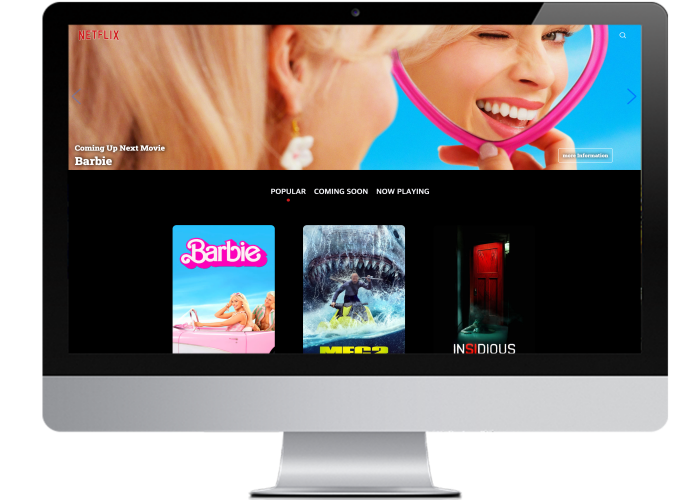 NETFLIX
Coming Up Next Movie
Barbie
more Information
POPULAR COMING SOON NOW PLAYING
Barbie
MEG2
INSIDIOUS